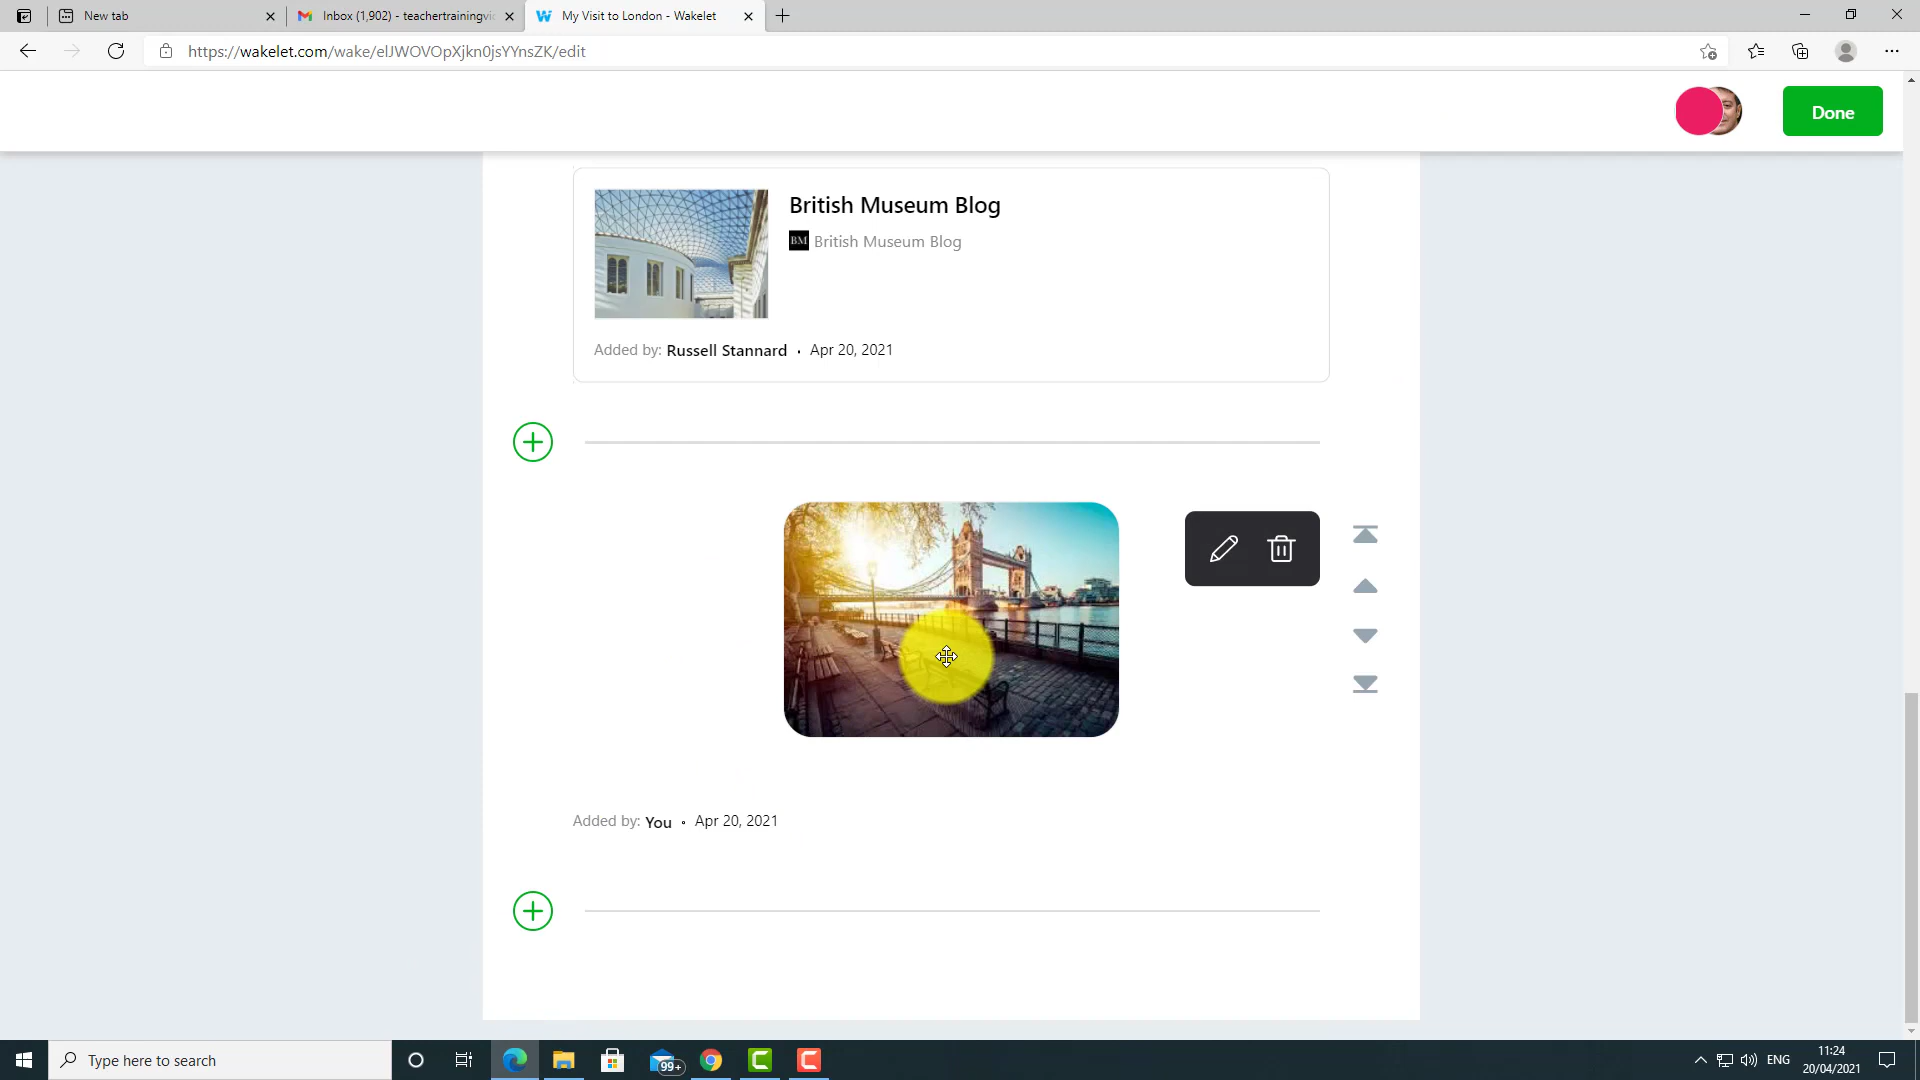 New tab
Inbox (1,902) - teachertrainingvic
My Visit to London - Wakelet
https://wakelet.com/wake/elJWOVOpXjkn0jsYYnsZK/edit
Done
British Museum Blog
BM British Museum Blog
Added by: Russell Stannard • Apr 20, 2021
Added by: You • Apr 20, 2021
Type here to search
99+
ENG
11:24
20/04/2021